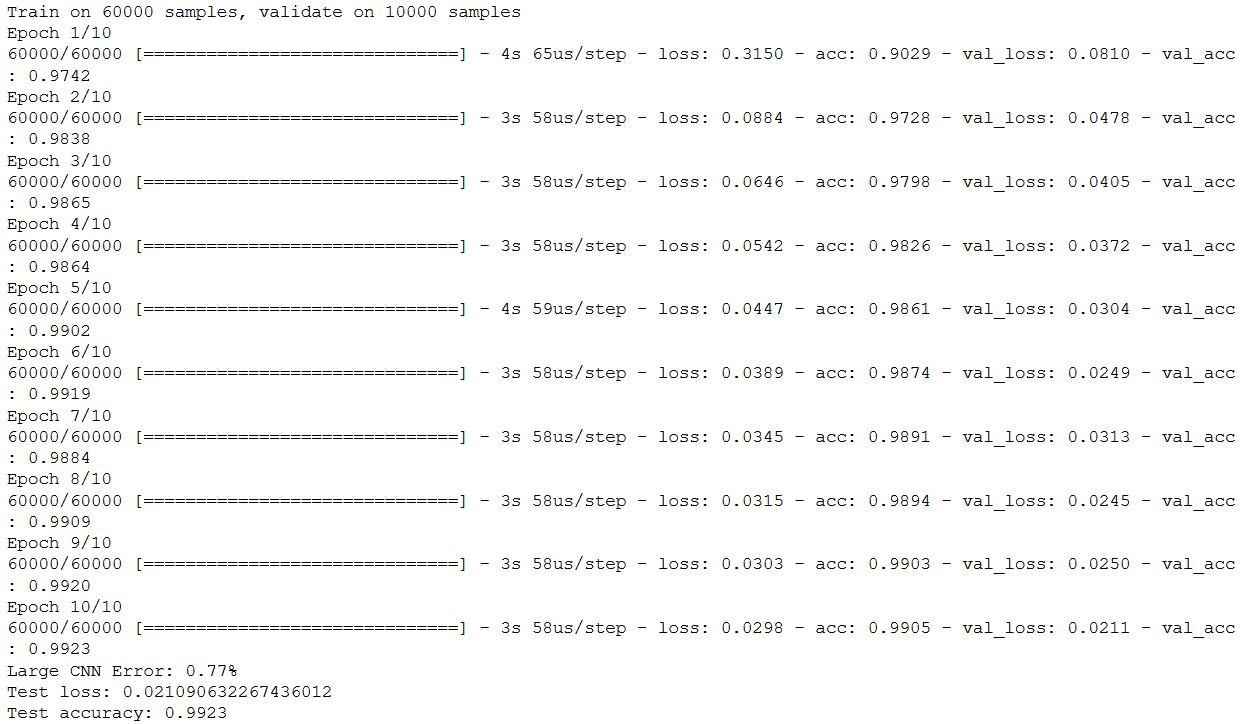 Train on 60000 samples, validate on 10000 samples
Epoch 1/10
60000/60000 [==============================] - 4s 65us/step - loss: 0.3150 - acc: 0.9029 - val_loss: 0.0810 - val_acc
: 0.9742
Epoch 2/10
60000/60000 [==============================] - 3s 58us/step - loss: 0.0884 - acc: 0.9728 - val_loss: 0.0478 - val_acc
: 0.9838
Epoch 3/10
60000/60000 [==============================] - 3s 58us/step - loss: 0.0646 - acc: 0.9798 - val_loss: 0.0405 - val_acc
: 0.9865
Epoch 4/10
60000/60000 [==============================] - 3s 58us/step - loss: 0.0542 - acc: 0.9826 - val_loss: 0.0372 - val_acc
: 0.9864
Epoch 5/10
60000/60000 [==============================] - 4s 59us/step - loss: 0.0447 - acc: 0.9861 - val_loss: 0.0304 - val_acc
: 0.9902
Epoch 6/10
60000/60000 [==============================] - 3s 58us/step - loss: 0.0389 - acc: 0.9874 - val_loss: 0.0249 - val_acc
: 0.9919
Epoch 7/10
60000/60000 [==============================] - 3s 58us/step - loss: 0.0345 - acc: 0.9891 - val_loss: 0.0313 - val_acc
: 0.9884
Epoch 8/10
60000/60000 [==============================] - 3s 58us/step - loss: 0.0315 - acc: 0.9894 - val_loss: 0.0245 - val_acc
: 0.9909
Epoch 9/10
60000/60000 [==============================] - 3s 58us/step - loss: 0.0303 - acc: 0.9903 - val_loss: 0.0250 - val_acc
: 0.9920
Epoch 10/10
60000/60000 [==============================] - 3s 58us/step - loss: 0.0298 - acc: 0.9905 - val_loss: 0.0211 - val_acc
: 0.9923
Large CNN Error: 0.77%
Test loss: 0.021090632267436012
Test accuracy: 0.9923